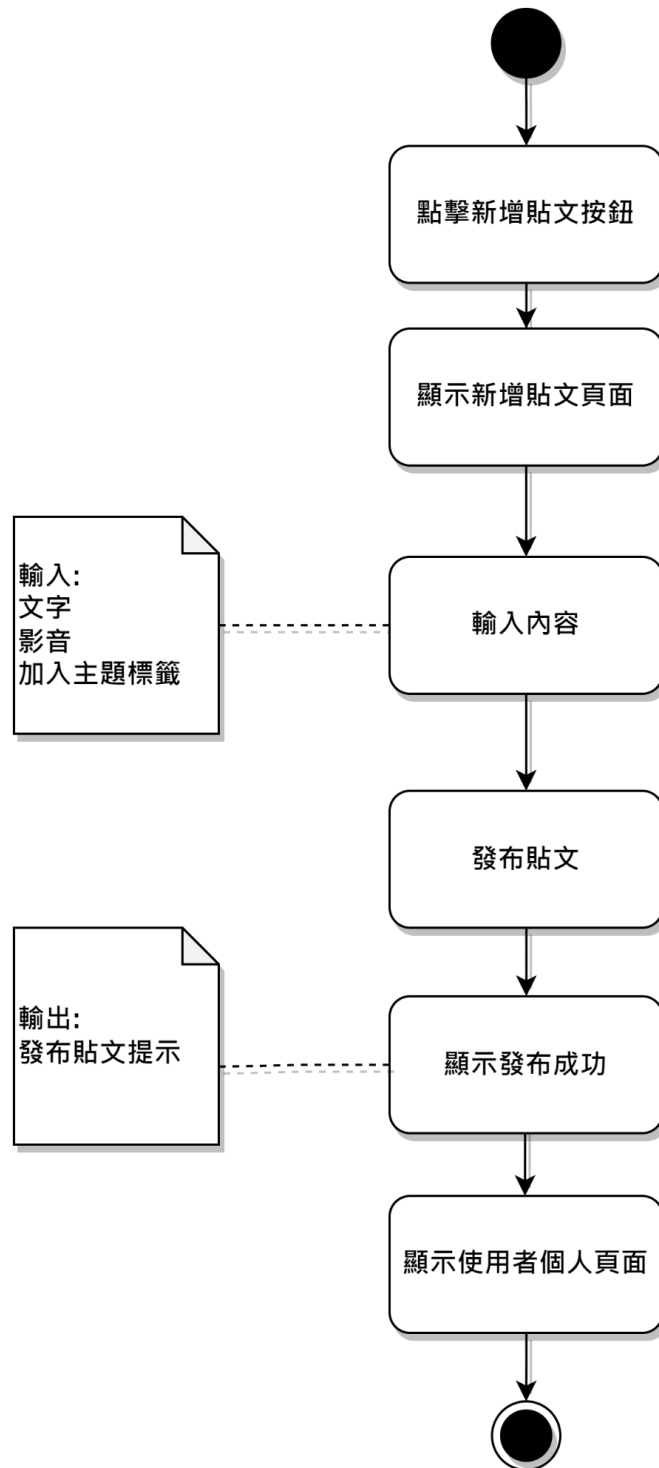 點擊新增貼文按鈕
顯示新增貼文頁面
輸入:
文字
影音
加入主題標籤
輸入內容
發布貼文
輸出:
發布貼文提示
顯示發布成功
顯示使用者個人頁面